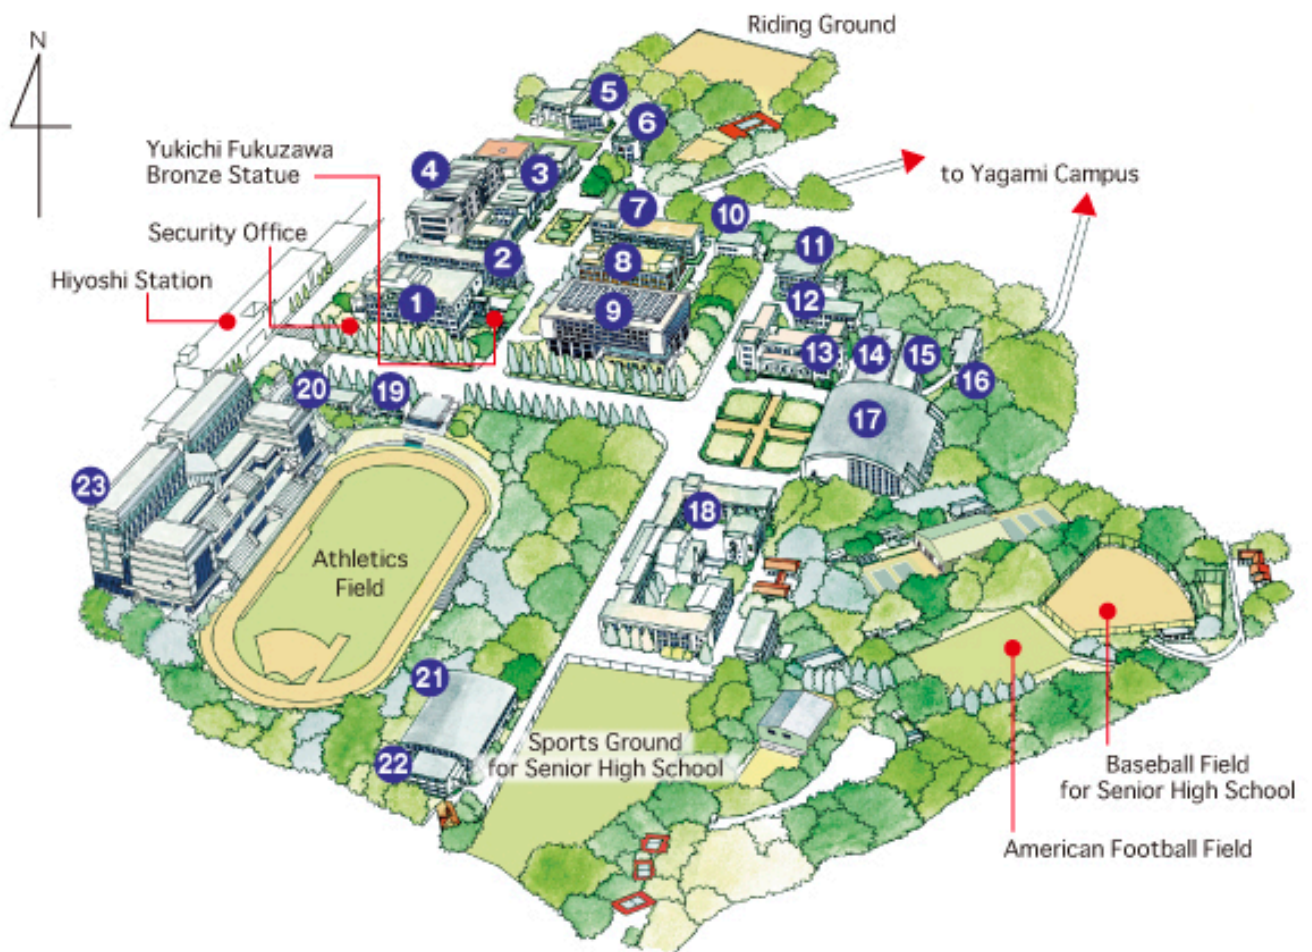 N
Riding Ground
Yukichi Fukuzawa
Bronze Statue
to Yagami Campus
Security Office
Hiyoshi Station
5
6
4
3
7
10
2
11
8
1
9
12
13
14
15
16
20
19
17
23
18
Athletics
Field
21
22
Sports Ground
for Senior High School
Baseball Field
for Senior High School
American Football Field